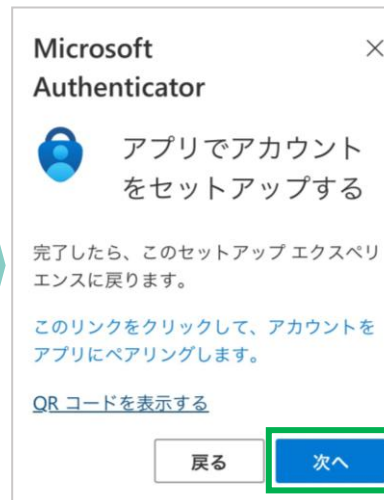 Microsoft
Authenticator
アプリでアカウント
をセットアップする
完了したら、このセットアップ エクスペリ
エンスに戻ります。
このリンクをクリックして、アカウントを
アプリにペアリングします。
QR コードを表示する
戻る
次へ